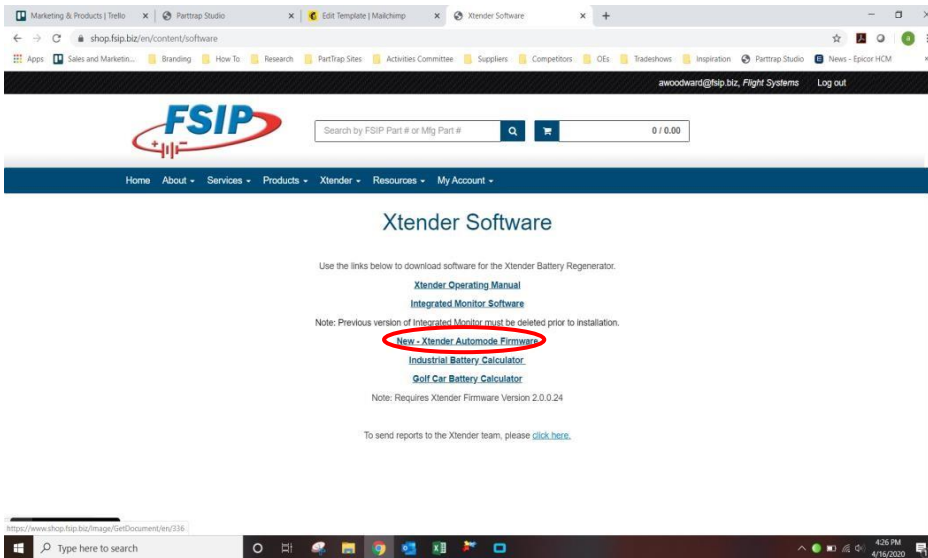 Marketing & Products | Trello
Parttrap Studio
Edit Template | Mailchimp
Xtender Software
shop.fsip.biz/en/content/software
Apps
Sales and Marketin...
Branding
How To
Research
PartTrap Sites
Activities Committee
Suppliers
Competitors
OEs
Tradeshows
Inspiration
Parttrap Studio
News - Epicor HCM
awoodward@fsip.biz, Flight Systems Log out
FSIP
Search by FSIP Part # or Mfg Part #
0 / 0.00
Home About Services Products Xtender Resources My Account
Xtender Software
Use the links below to download software for the Xtender Battery Regenerator.
Xtender Operating Manual
Integrated Monitor Software
Note: Previous version of Integrated Monitor must be deleted prior to installation.
New - Xtender Automode Firmware
Industrial Battery Calculator
Golf Car Battery Calculator
Note: Requires Xtender Firmware Version 2.0.0.24
To send reports to the Xtender team, please click here.
https://www.shop.fsip.biz/Image/GetDocument/en/336
Type here to search
4:26 PM
4/16/2020